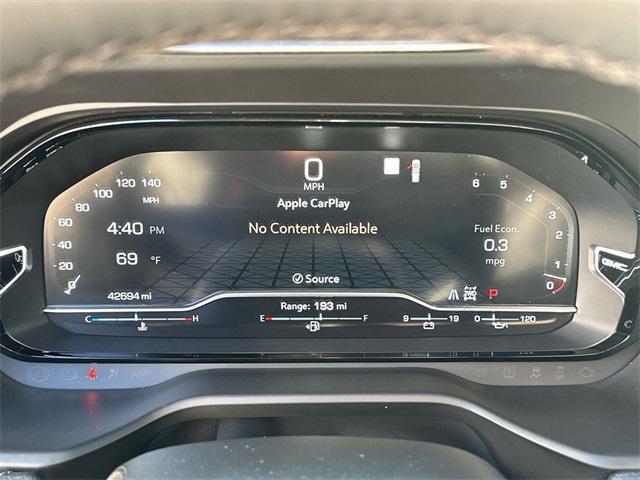 0
MPH
Apple CarPlay
No Content Available
Source
0 20 40 60 80 100 120 140
MPH
4:40 PM
69 °F
42694 mi
6 5 4 3 2 1 0
Fuel Econ.
0.3
mpg
P
GMC
Range: 193 mi
C H
E F
9 19
0 120